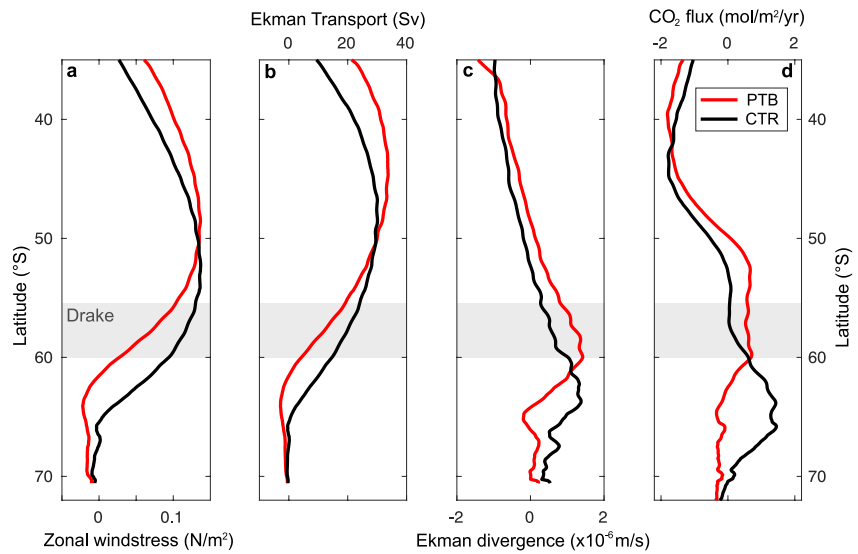 Ekman Transport (Sv)
CO₂ flux (mol/m²/yr)
0 20 40
-2 0 2
a
b
c
d
PTB
CTR
40
50
60
70
Latitude (°S)
Drake
40
50
60
70
Latitude (°S)
0 0.1
-2 0 2
Zonal windstress (N/m²)
Ekman divergence (x10⁻⁶m/s)